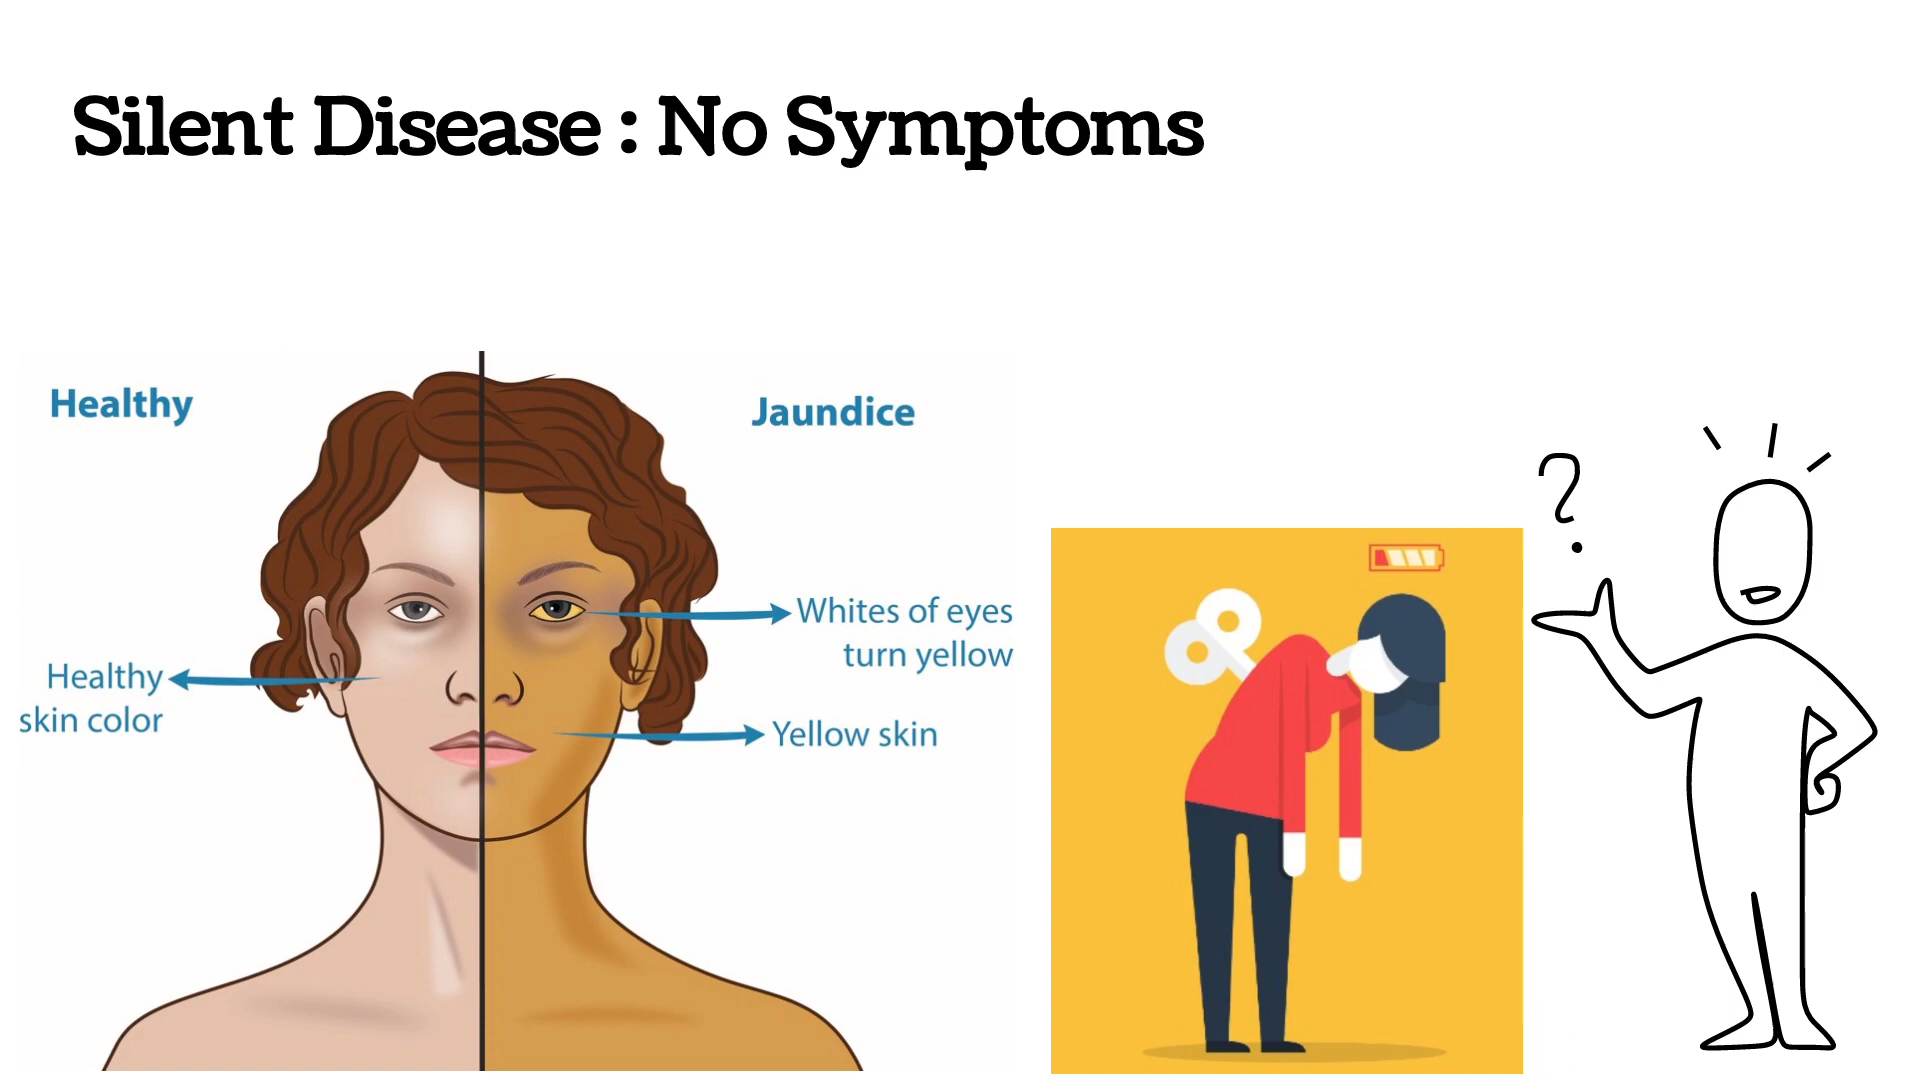 Silent Disease : No Symptoms
Healthy
Jaundice
Whites of eyes
turn yellow
Healthy
skin color
Yellow skin
?